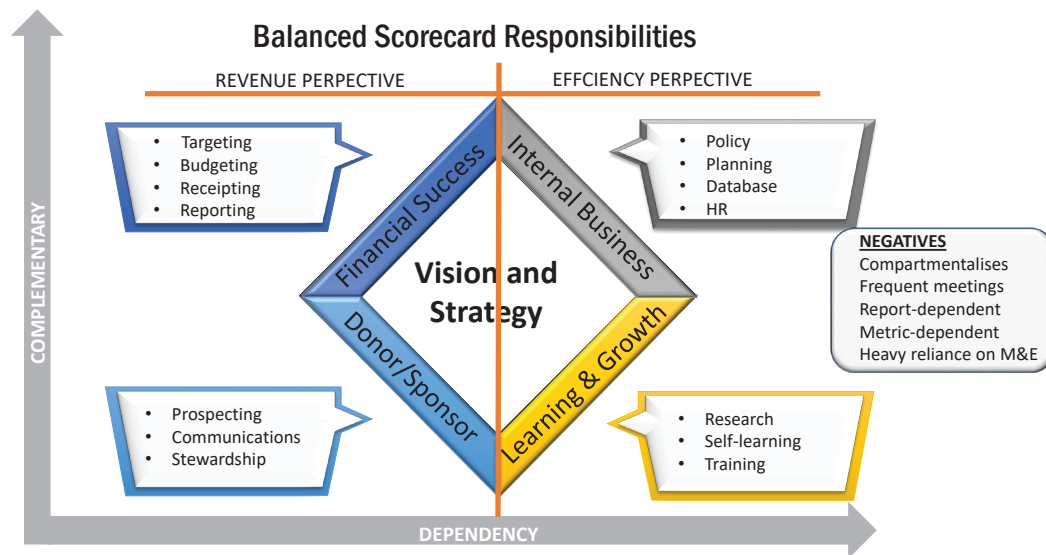 Balanced Scorecard Responsibilities
REVENUE PERPECTIVE
EFFCIENCY PERPECTIVE
• Targeting
• Budgeting
• Receipting
• Reporting
• Policy
• Planning
• Database
• HR
Financial Success
Internal Business
Vision and
Strategy
Donor/Sponsor
Learning & Growth
NEGATIVES
Compartmentalises
Frequent meetings
Report-dependent
Metric-dependent
Heavy reliance on M&E
• Prospecting
• Communications
• Stewardship
• Research
• Self-learning
• Training
COMPLEMENTARY
DEPENDENCY